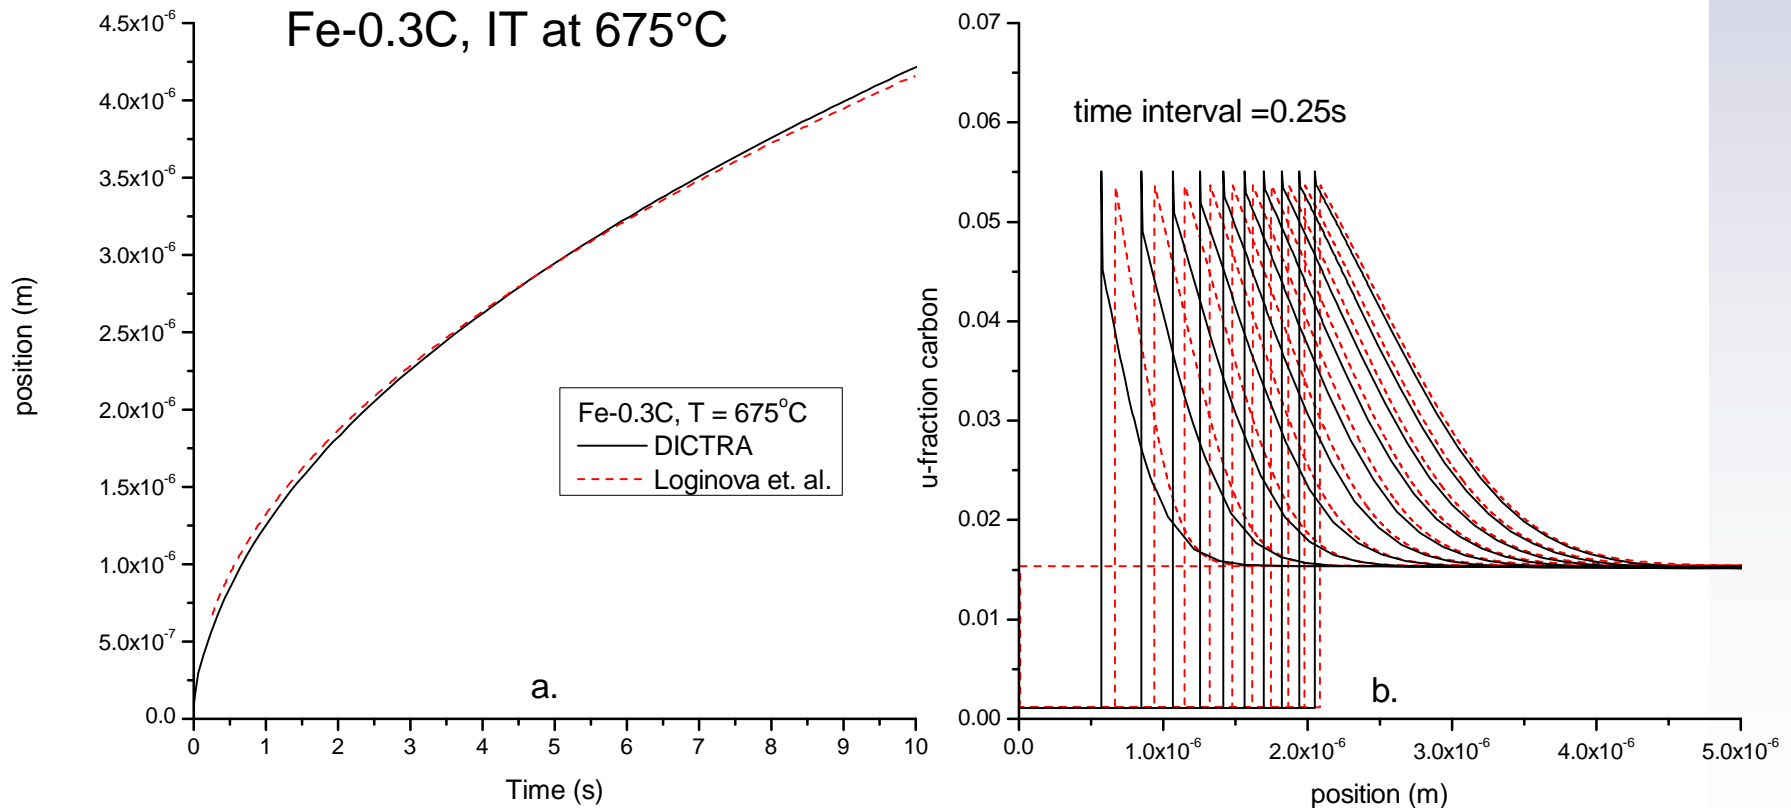 Fe-0.3C, IT at 675°C
4.5x10⁻⁶
4.0x10⁻⁶
3.5x10⁻⁶
3.0x10⁻⁶
2.5x10⁻⁶
2.0x10⁻⁶
1.5x10⁻⁶
1.0x10⁻⁶
5.0x10⁻⁷
0.0
position (m)
0 1 2 3 4 5 6 7 8 9 10
Time (s)
Fe-0.3C, T = 675°C
DICTRA
Loginova et. al.
a.
0.07
0.06
0.05
0.04
0.03
0.02
0.01
0.00
u-fraction carbon
time interval =0.25s
b.
0.0 1.0x10⁻⁶ 2.0x10⁻⁶ 3.0x10⁻⁶ 4.0x10⁻⁶ 5.0x10⁻⁶
position (m)